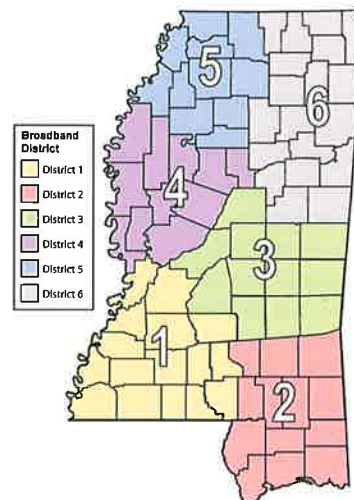 5
6
Broadband
District
District 1
District 2
District 3
District 4
District 5
District 6
4
3
1
2